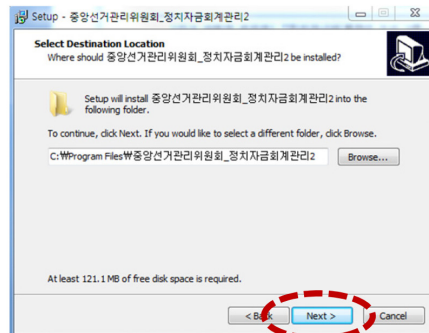 Setup - 중앙선거관리위원회_정치자금회계관리2
Select Destination Location
Where should 중앙선거관리위원회_정치자금회계관리2 be installed?
Setup will install 중앙선거관리위원회_정치자금회계관리2 into the
following folder.
To continue, click Next. If you would like to select a different folder, click Browse.
C:₩Program Files₩중앙선거관리위원회_정치자금회계관리2
Browse...
At least 121.1 MB of free disk space is required.
< Back
Next >
Cancel